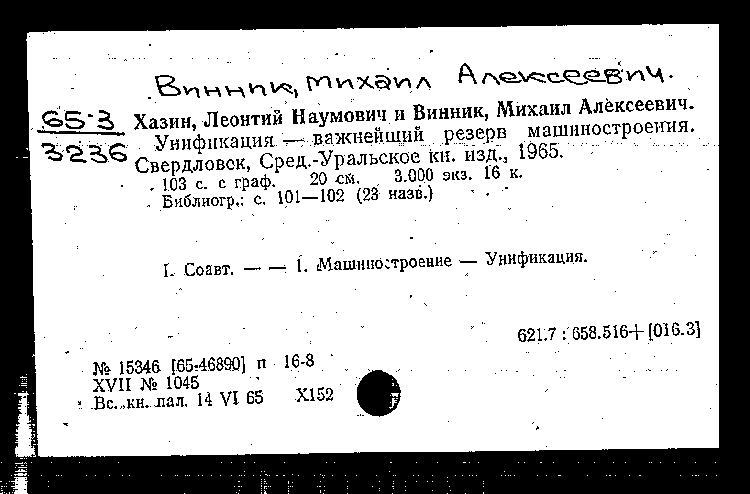 Винник, Михаил Алексеевич.
65-3
3236
Хазин, Леонтий Наумович и Винник, Михаил Алексеевич.
Унификация — важнейший резерв машиностроения.
Свердловск, Сред.-Уральское кн. изд., 1965.
103 с. с граф. 20 см. 3.000 экз. 16 к.
Библиогр.: с. 101—102 (23 назв.)
I. Соавт. — — 1. Машиностроение — Унификация.
621.7 : 658.516+[016.3]
№ 15346 [65-46890] п 16-8
XVII № 1045
Вс. кн. пал. 14 VI 65 Х152